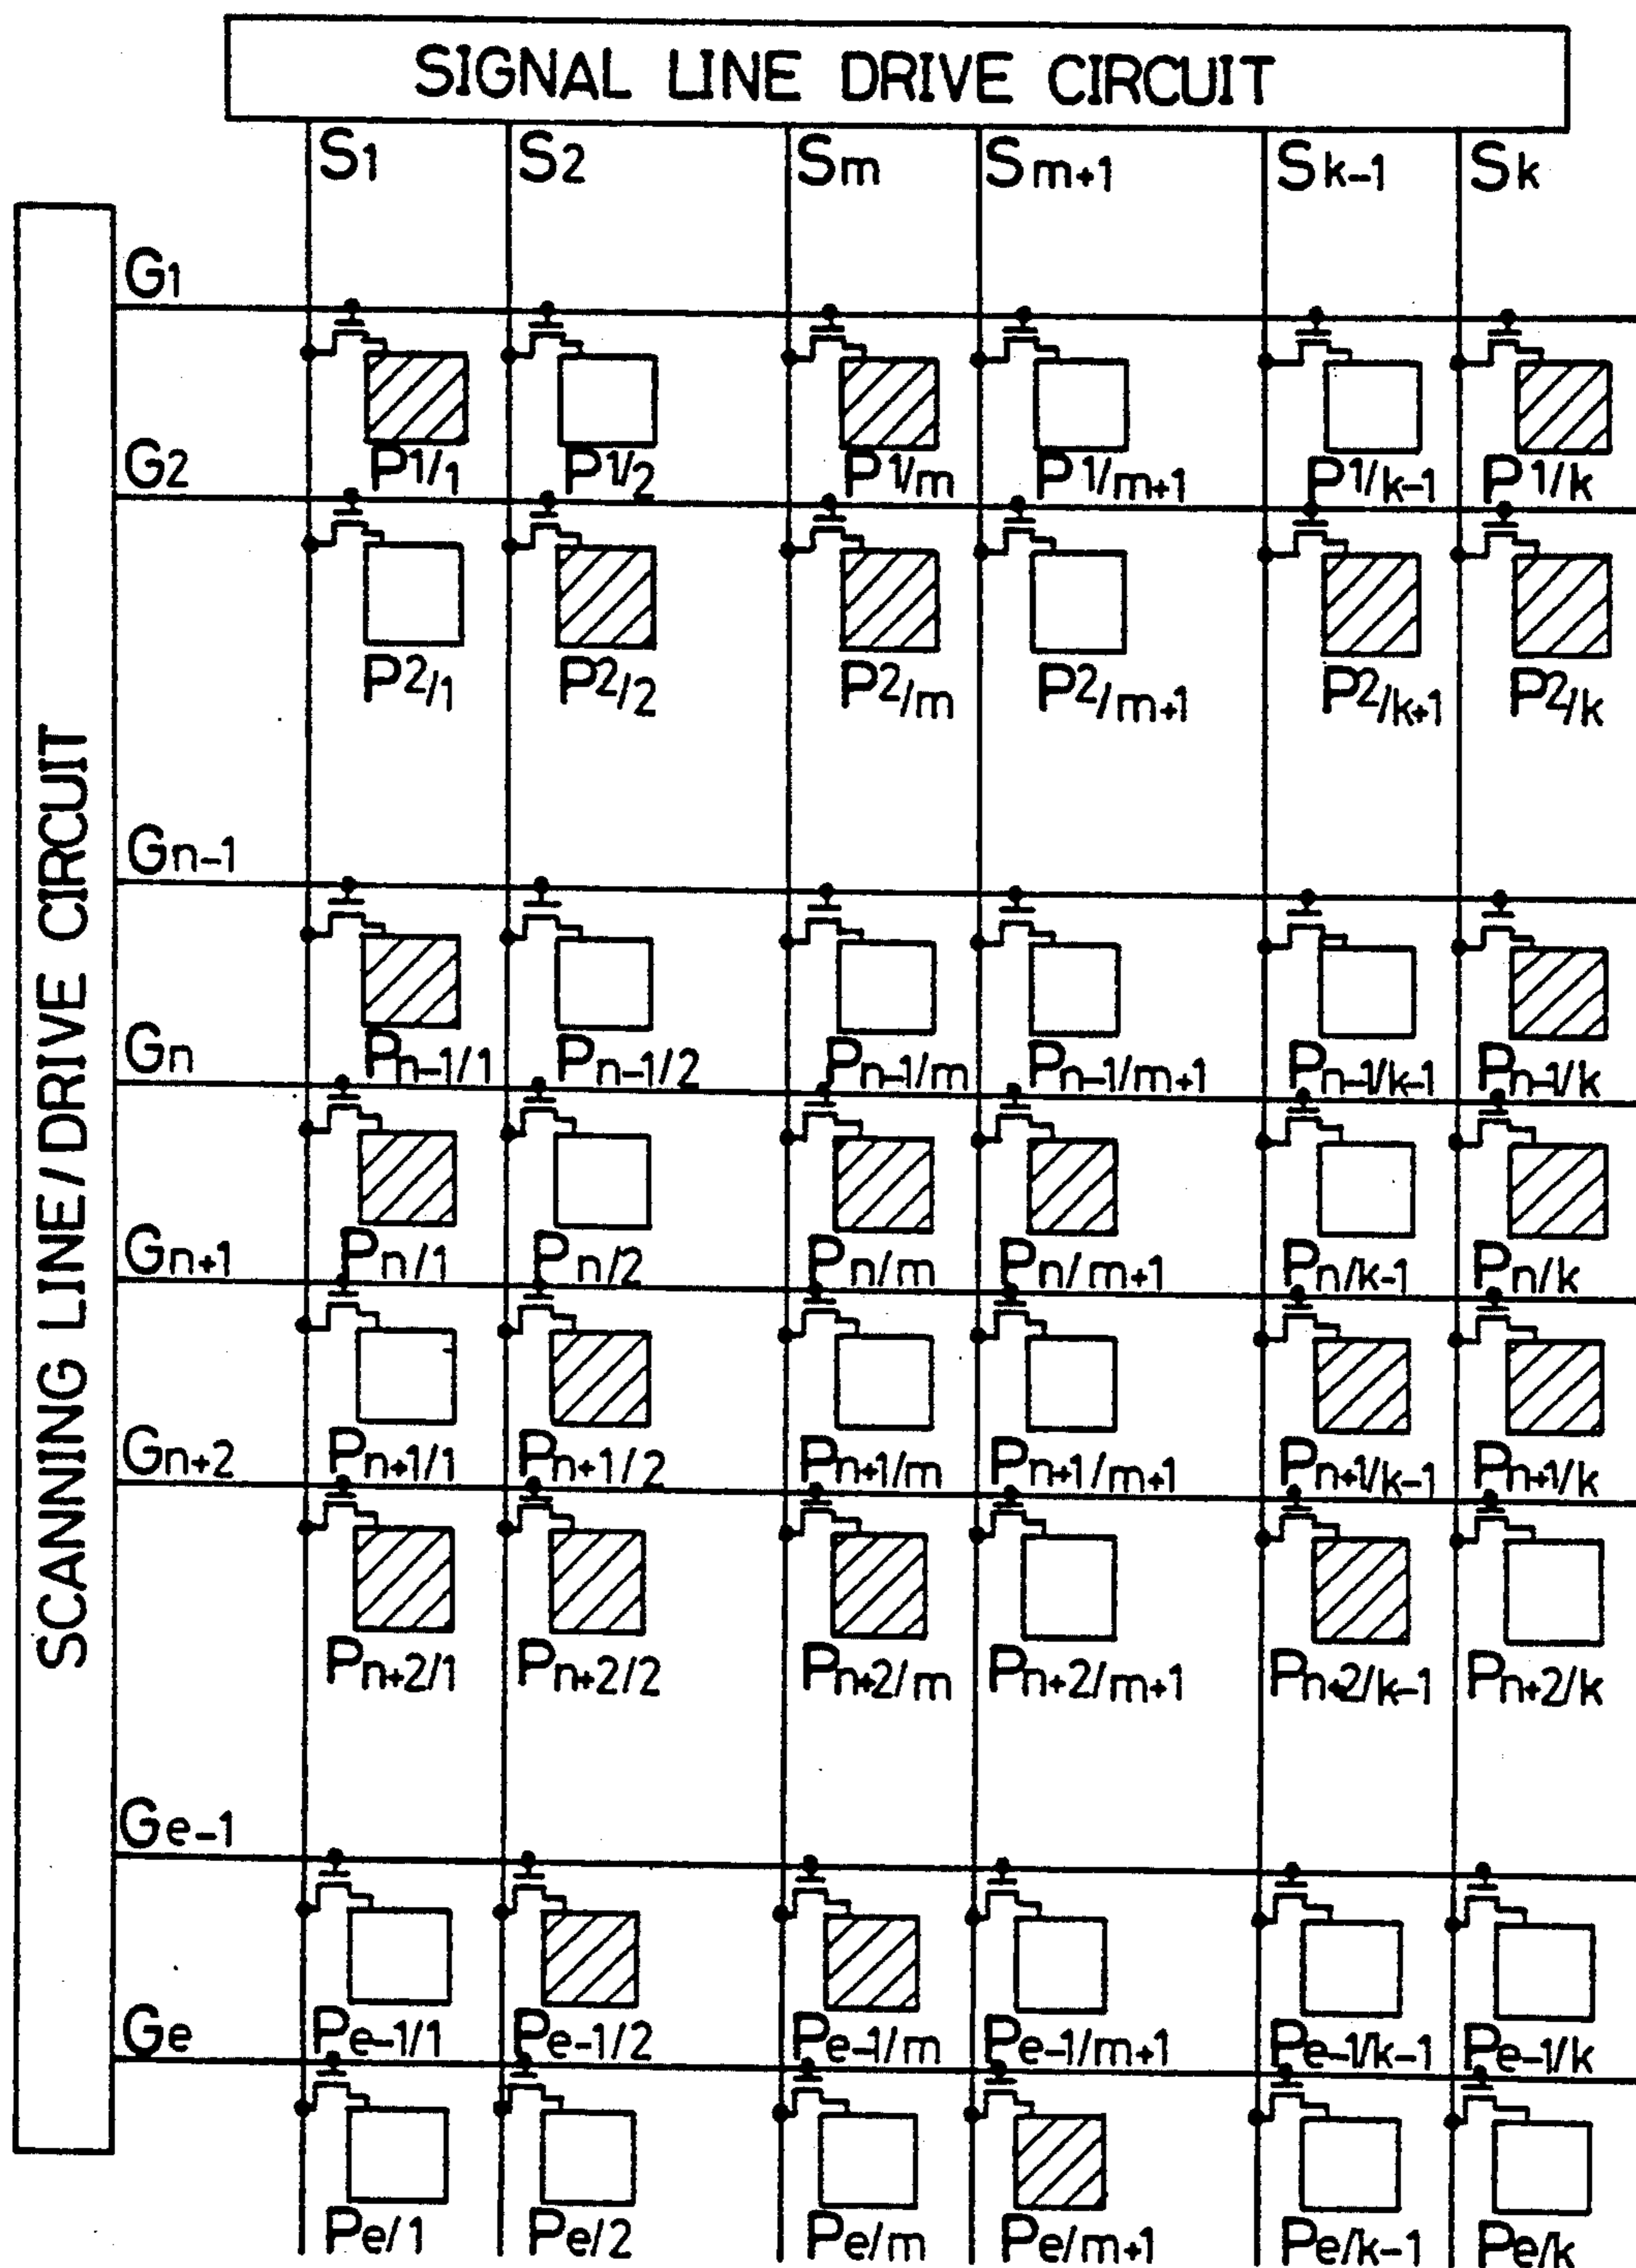 SIGNAL LINE DRIVE CIRCUIT
S1 S2 Sm Sm+1 Sk-1 Sk
SCANNING LINE/DRIVE CIRCUIT
G1
P1/1 P1/2 P1/m P1/m+1 P1/k-1 P1/k
G2
P2/1 P2/2 P2/m P2/m+1 P2/k+1 P2/k
Gn-1
Pn-1/1 Pn-1/2 Pn-1/m Pn-1/m+1 Pn-1/k-1 Pn-1/k
Gn
Pn/1 Pn/2 Pn/m Pn/m+1 Pn/k-1 Pn/k
Gn+1
Pn+1/1 Pn+1/2 Pn+1/m Pn+1/m+1 Pn+1/k-1 Pn+1/k
Gn+2
Pn+2/1 Pn+2/2 Pn+2/m Pn+2/m+1 Pn+2/k-1 Pn+2/k
Ge-1
Pe-1/1 Pe-1/2 Pe-1/m Pe-1/m+1 Pe-1/k-1 Pe-1/k
Ge
Pe/1 Pe/2 Pe/m Pe/m+1 Pe/k-1 Pe/k